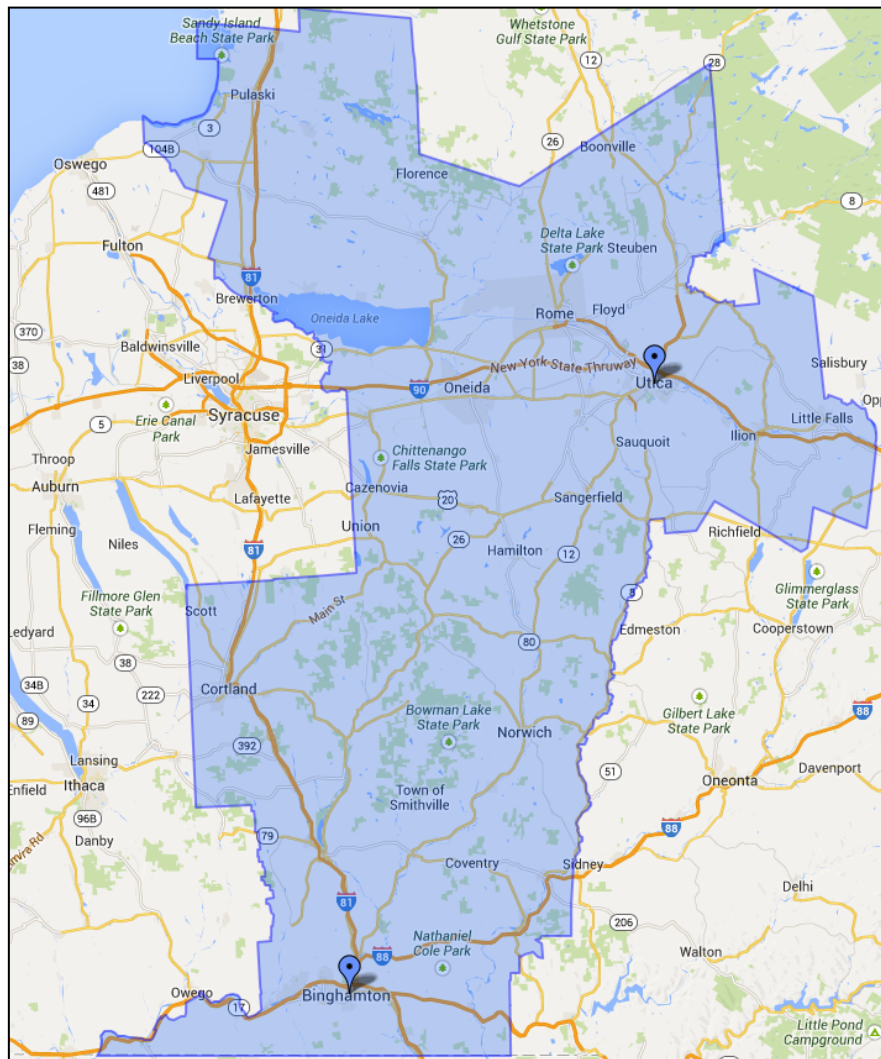 Sandy Island
Beach State Park
Whetstone
Gulf State Park
12
28
Pulaski
3
26
Boonville
104B
Oswego
Florence
481
8
Fulton
Delta Lake
State Park
Steuben
81
Brewerton
Oneida Lake
Rome
Floyd
370
Baldwinsville
31
38
New York State Thruway
Salisbury
Liverpool
90
Oneida
Utica
Syracuse
Erie Canal
Park
5
Little Falls
Sauquoit
Ilion
Jamesville
Chittenango
Falls State Park
Throop
Auburn
Cazenovia
Lafayette
20
Sangerfield
Fleming
Union
Richfield
Niles
81
26
Hamilton
12
Fillmore Glen
State Park
Scott
Main St
8
Glimmerglass
State Park
Ledyard
Edmeston
Cooperstown
38
80
34B
222
Cortland
34
Bowman Lake
State Park
Gilbert Lake
State Park
89
Norwich
88
392
Lansing
51
Oneonta
Davenport
Enfield
Ithaca
Town of
Smithville
96B
Danby
79
88
Coventry
Sidney
Delhi
81
206
Nathaniel
Cole Park
88
Walton
Owego
17
Binghamton
Little Pond
Campground